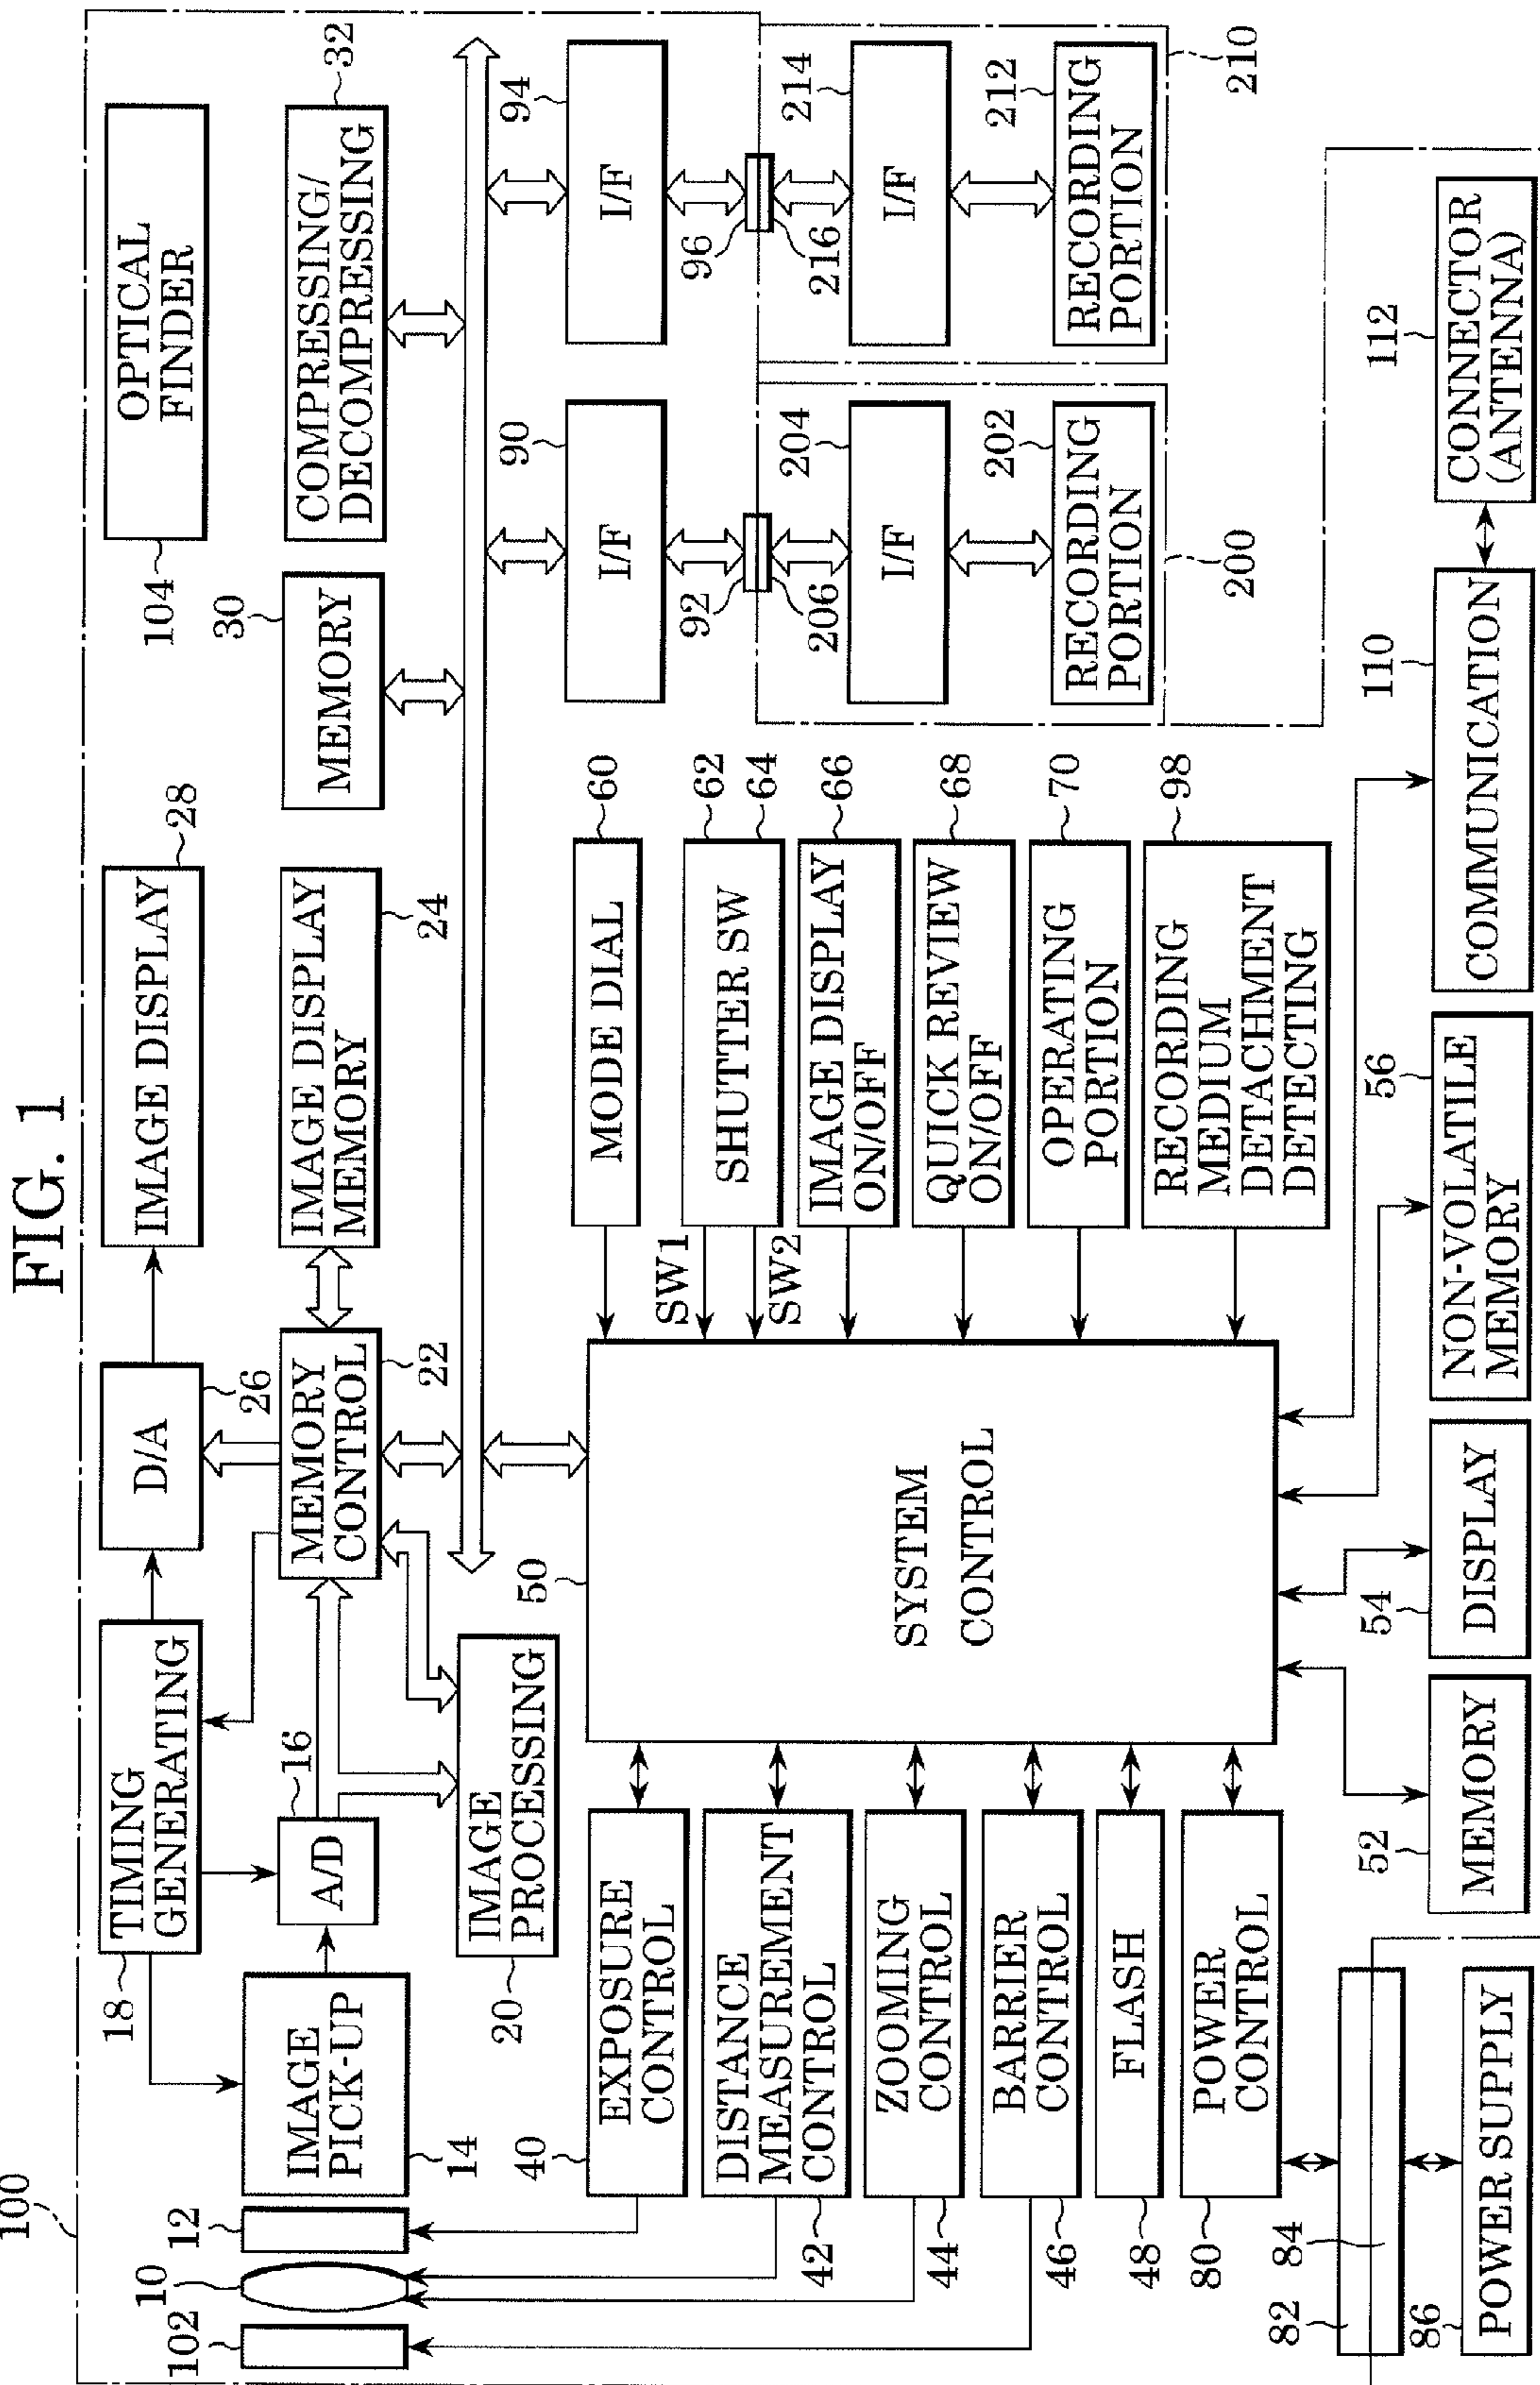 FIG. 1
100
102
10
12
IMAGE
PICK-UP
14
18
TIMING
GENERATING
A/D
16
IMAGE
PROCESSING
20
D/A
26
MEMORY
CONTROL
22
IMAGE DISPLAY
28
IMAGE DISPLAY
MEMORY
24
MEMORY
30
OPTICAL
FINDER
104
COMPRESSING/
DECOMPRESSING
32
EXPOSURE
CONTROL
40
DISTANCE
MEASUREMENT
CONTROL
42
ZOOMING
CONTROL
44
BARRIER
CONTROL
46
FLASH
48
POWER
CONTROL
80
82
84
POWER SUPPLY
86
SYSTEM
CONTROL
50
MODE DIAL
60
SW1
SHUTTER SW
62
64
SW2
IMAGE DISPLAY
ON/OFF
66
QUICK REVIEW
ON/OFF
68
OPERATING
PORTION
70
RECORDING
MEDIUM
DETACHMENT
DETECTING
98
I/F
90
92
206
I/F
204
RECORDING
PORTION
202
200
I/F
94
96
216
I/F
214
RECORDING
PORTION
212
210
MEMORY
52
DISPLAY
54
NON-VOLATILE
MEMORY
56
COMMUNICATION
110
CONNECTOR
(ANTENNA)
112